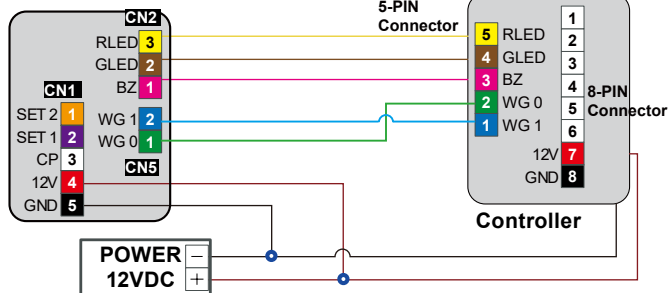 5-PIN
Connector
CN2
RLED 3
GLED 2
BZ 1
CN1
SET 2 1
SET 1 2
CP 3
12V 4
GND 5
WG 1 2
WG 0 1
CN5
5 RLED
4 GLED
3 BZ
2 WG 0
1 WG 1
1
2
3
4
5
6
12V 7
GND 8
8-PIN
Connector
Controller
POWER −
12VDC +